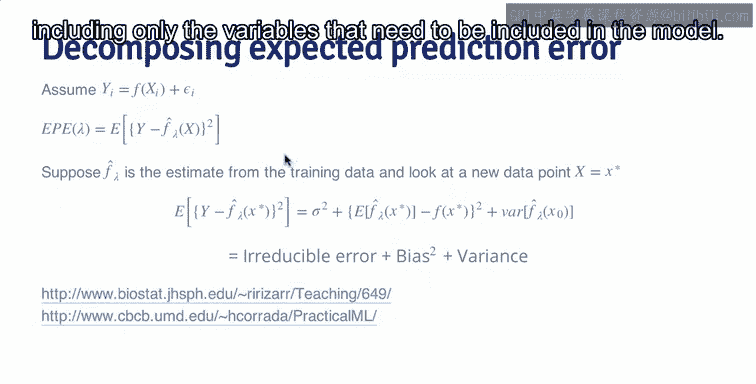 including only the variables that need to be included in the model.
Decomposing expected prediction error
Assume Y_i = f(X_i) + ϵ_i
EPE(λ) = E[{Y − f̂_λ(X)}²]
Suppose f̂_λ is the estimate from the training data and look at a new data point X = x*
E[{Y − f̂_λ(x*)}²] = σ² + {E[f̂_λ(x*)] − f(x*)}² + var[f̂_λ(x₀)]
= Irreducible error + Bias² + Variance
http://www.biostat.jhsph.edu/~ririzarr/Teaching/649/
http://www.cbcb.umd.edu/~hcorrada/PracticalML/